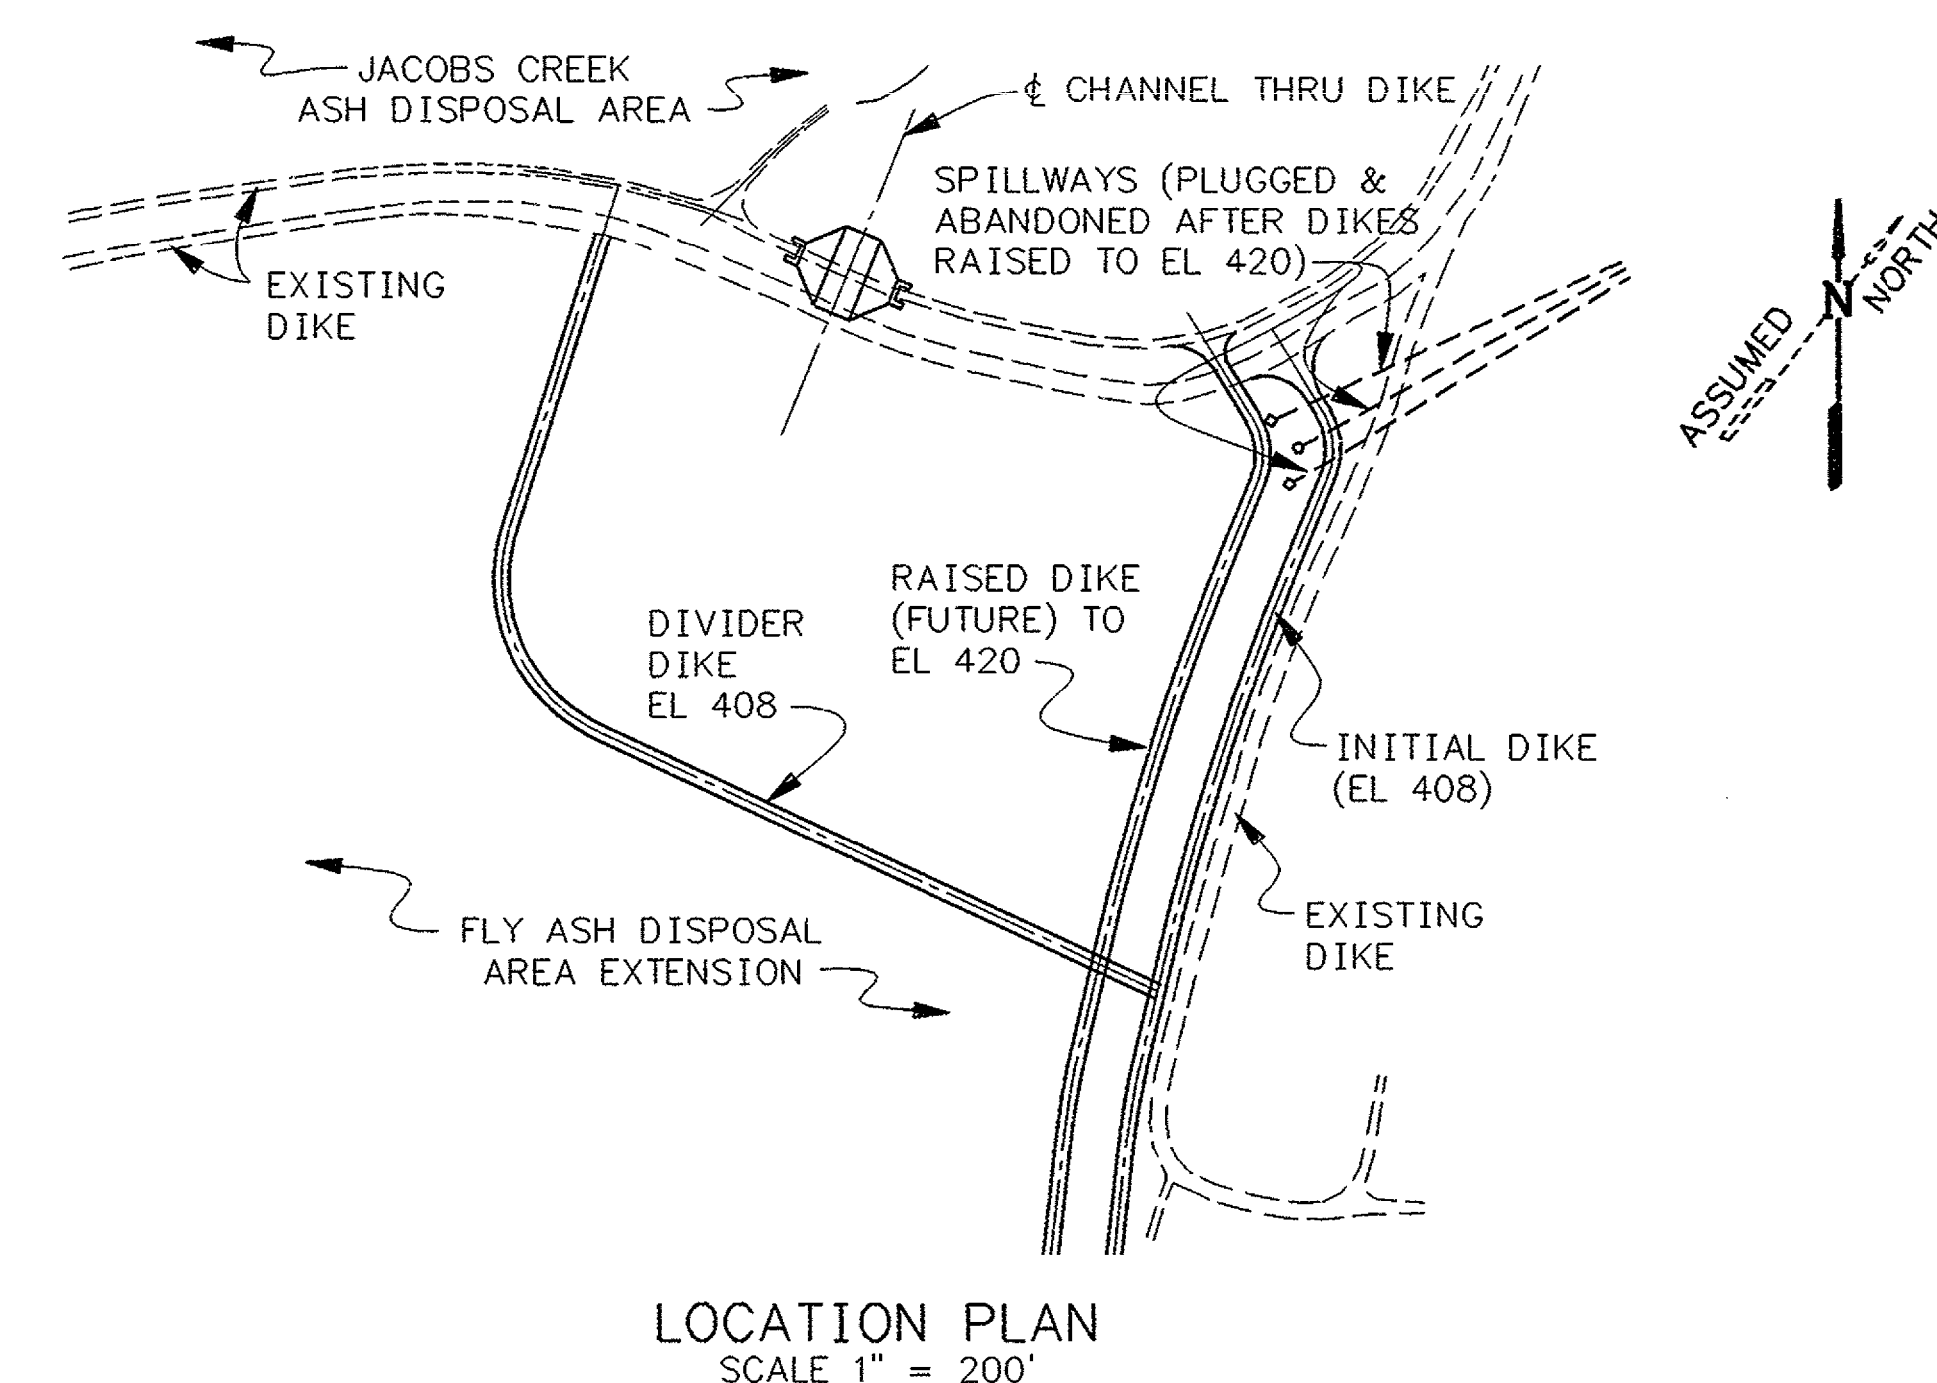 JACOBS CREEK
ASH DISPOSAL AREA
℄ CHANNEL THRU DIKE
SPILLWAYS (PLUGGED &
ABANDONED AFTER DIKES
RAISED TO EL 420)
EXISTING
DIKE
ASSUMED
NORTH
N
RAISED DIKE
(FUTURE) TO
EL 420
DIVIDER
DIKE
EL 408
INITIAL DIKE
(EL 408)
EXISTING
DIKE
FLY ASH DISPOSAL
AREA EXTENSION
LOCATION PLAN
SCALE 1" = 200'